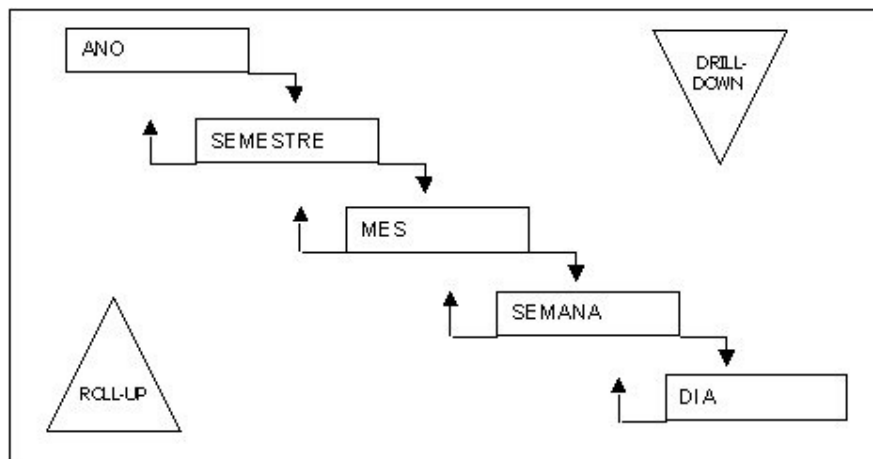 ANO
DRILL-
DOWN
SEMESTRE
MES
SEMANA
ROLL-UP
DIA